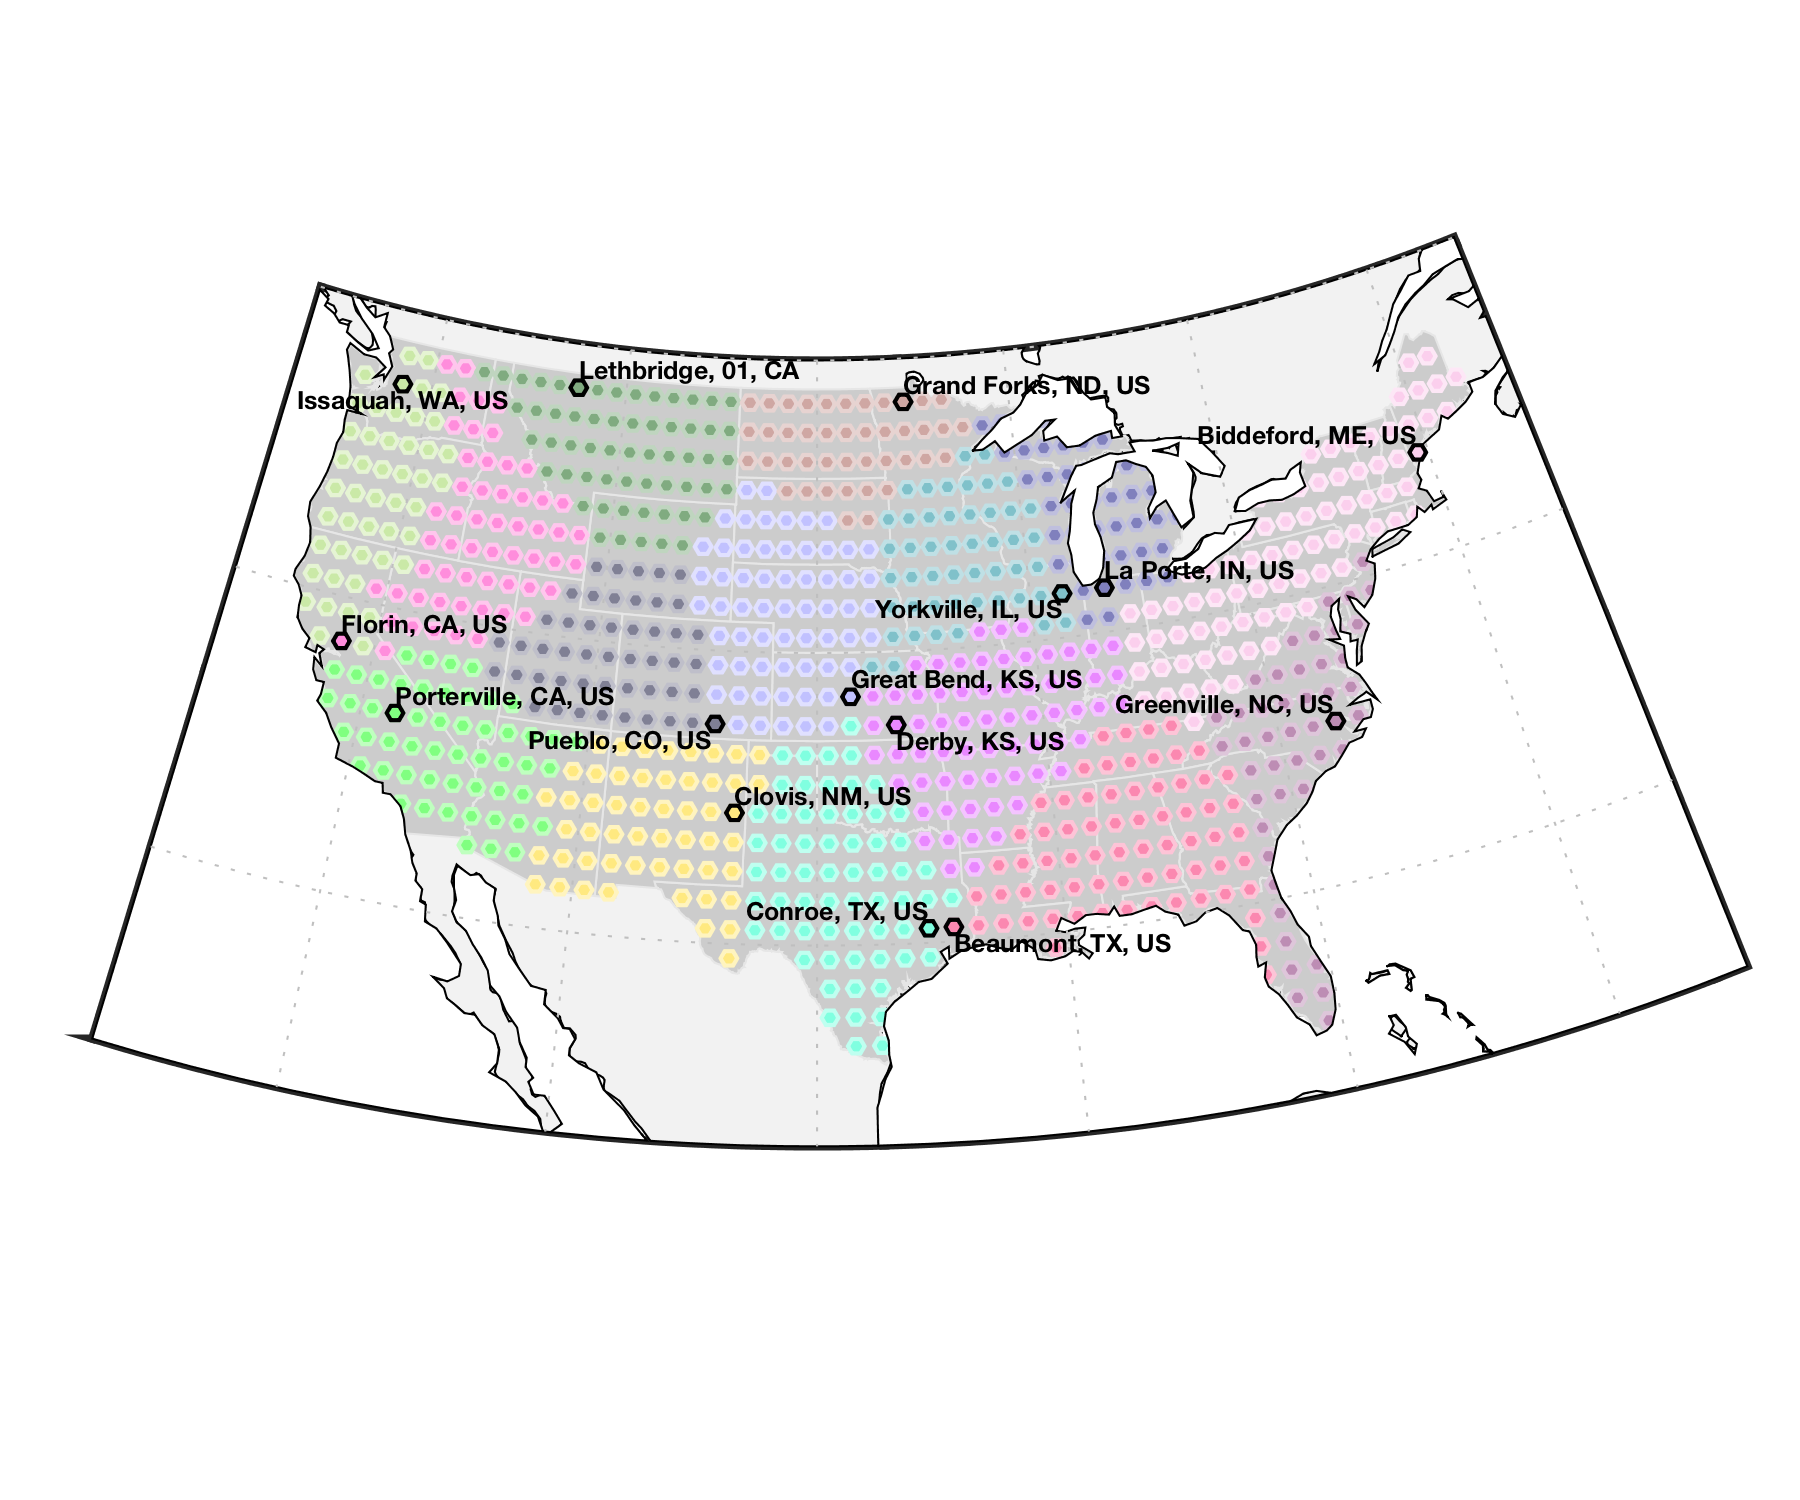 Lethbridge, 01, CA
Grand Forks, ND, US
Issaquah, WA, US
Biddeford, ME, US
La Porte, IN, US
Yorkville, IL, US
Florin, CA, US
Great Bend, KS, US
Porterville, CA, US
Greenville, NC, US
Pueblo, CO, US
Derby, KS, US
Clovis, NM, US
Conroe, TX, US
Beaumont, TX, US